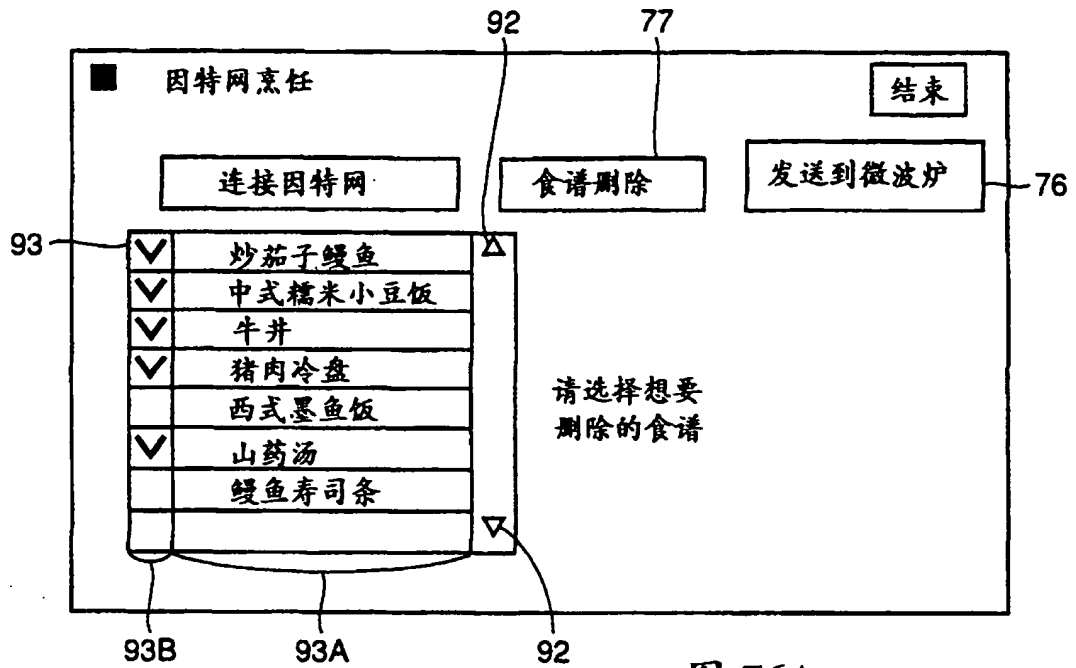 92
77
因特网烹任
结束
连接因特网
食谱删除
发送到微波炉
76
93
炒茄子鳗鱼
中式糯米小豆饭
牛井
猪肉冷盘
西式墨鱼饭
山药汤
鳗鱼寿司条
请选择想要
删除的食谱
93B
93A
92